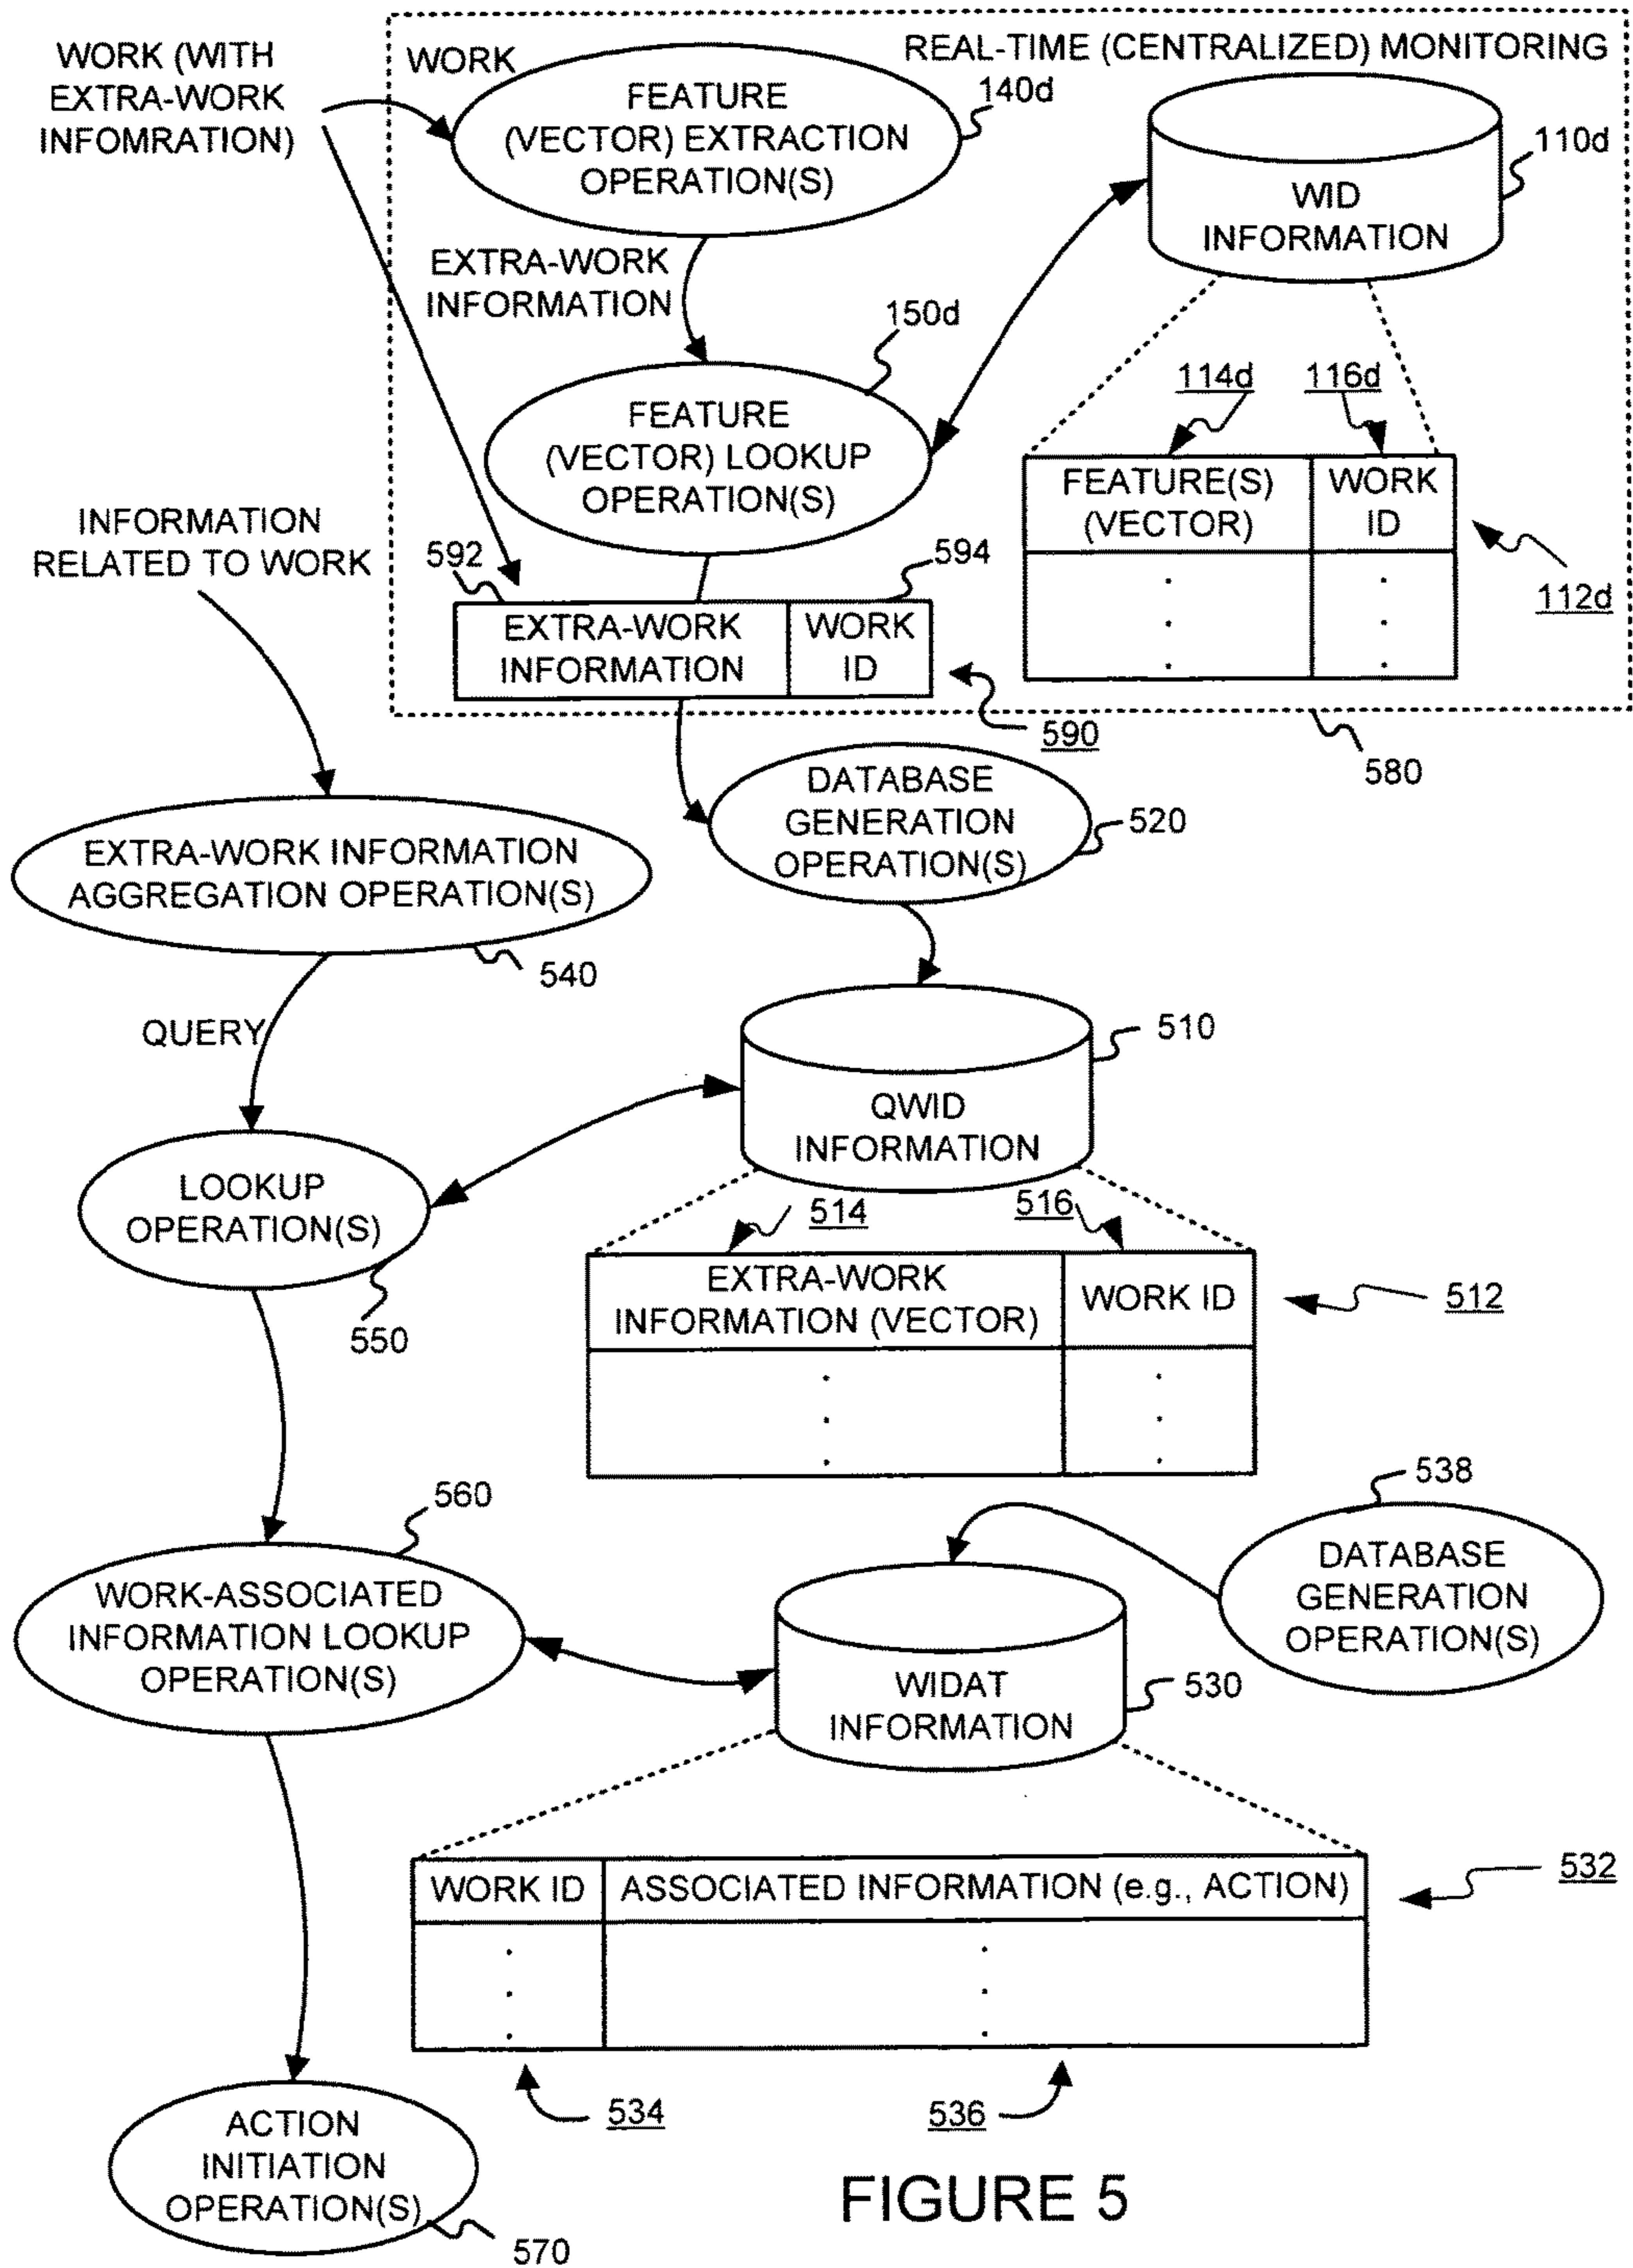 WORK (WITH
EXTRA-WORK
INFOMRATION)
WORK
REAL-TIME (CENTRALIZED) MONITORING
FEATURE
(VECTOR) EXTRACTION
OPERATION(S)
140d
110d
WID
INFORMATION
EXTRA-WORK
INFORMATION
150d
FEATURE
(VECTOR) LOOKUP
OPERATION(S)
114d
116d
FEATURE(S)
(VECTOR)
WORK
ID
112d
INFORMATION
RELATED TO WORK
592
594
EXTRA-WORK
INFORMATION
WORK
ID
590
580
DATABASE
GENERATION
OPERATION(S)
520
EXTRA-WORK INFORMATION
AGGREGATION OPERATION(S)
540
QUERY
510
QWID
INFORMATION
LOOKUP
OPERATION(S)
550
514
516
EXTRA-WORK
INFORMATION (VECTOR)
WORK ID
512
538
DATABASE
GENERATION
OPERATION(S)
560
WORK-ASSOCIATED
INFORMATION LOOKUP
OPERATION(S)
WIDAT
INFORMATION
530
WORK ID
ASSOCIATED INFORMATION (e.g., ACTION)
532
534
536
ACTION
INITIATION
OPERATION(S)
570
FIGURE 5